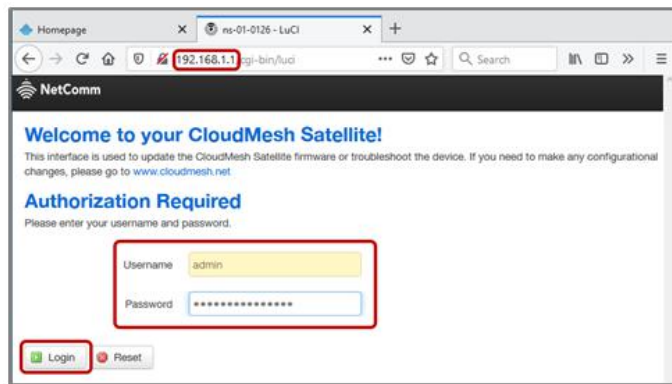 Homepage
ns-01-0126 - LuCI
192.168.1.1/cgi-bin/luci
Search
NetComm
Welcome to your CloudMesh Satellite!
This interface is used to update the CloudMesh Satellite firmware or troubleshoot the device. If you need to make any configurational
changes, please go to www.cloudmesh.net
Authorization Required
Please enter your username and password.
Username admin
Password ***************
Login Reset